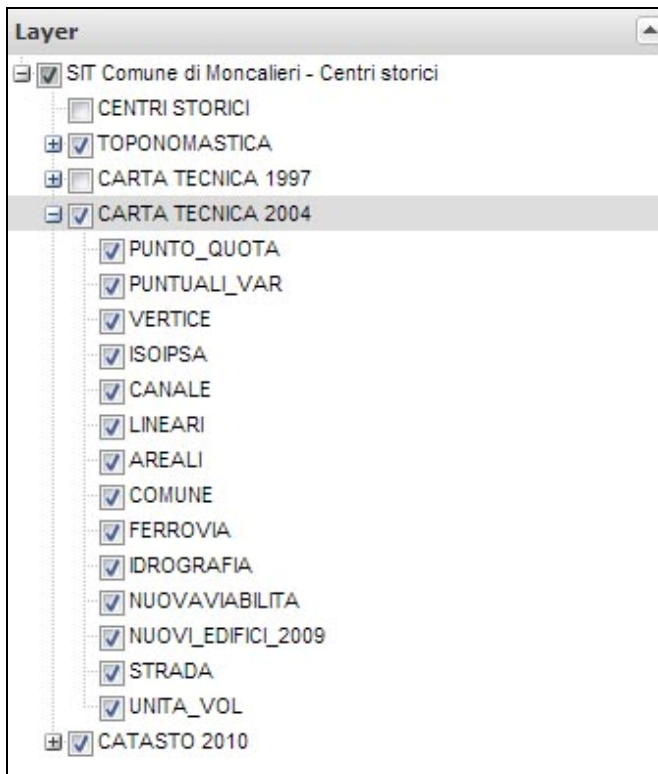 Layer
SIT Comune di Moncalieri - Centri storici
CENTRI STORICI
TOPONOMASTICA
CARTA TECNICA 1997
CARTA TECNICA 2004
PUNTO_QUOTA
PUNTUALI_VAR
VERTICE
ISOIPSA
CANALE
LINEARI
AREALI
COMUNE
FERROVIA
IDROGRAFIA
NUOVAVIABILITA
NUOVI_EDIFICI_2009
STRADA
UNITA_VOL
CATASTO 2010